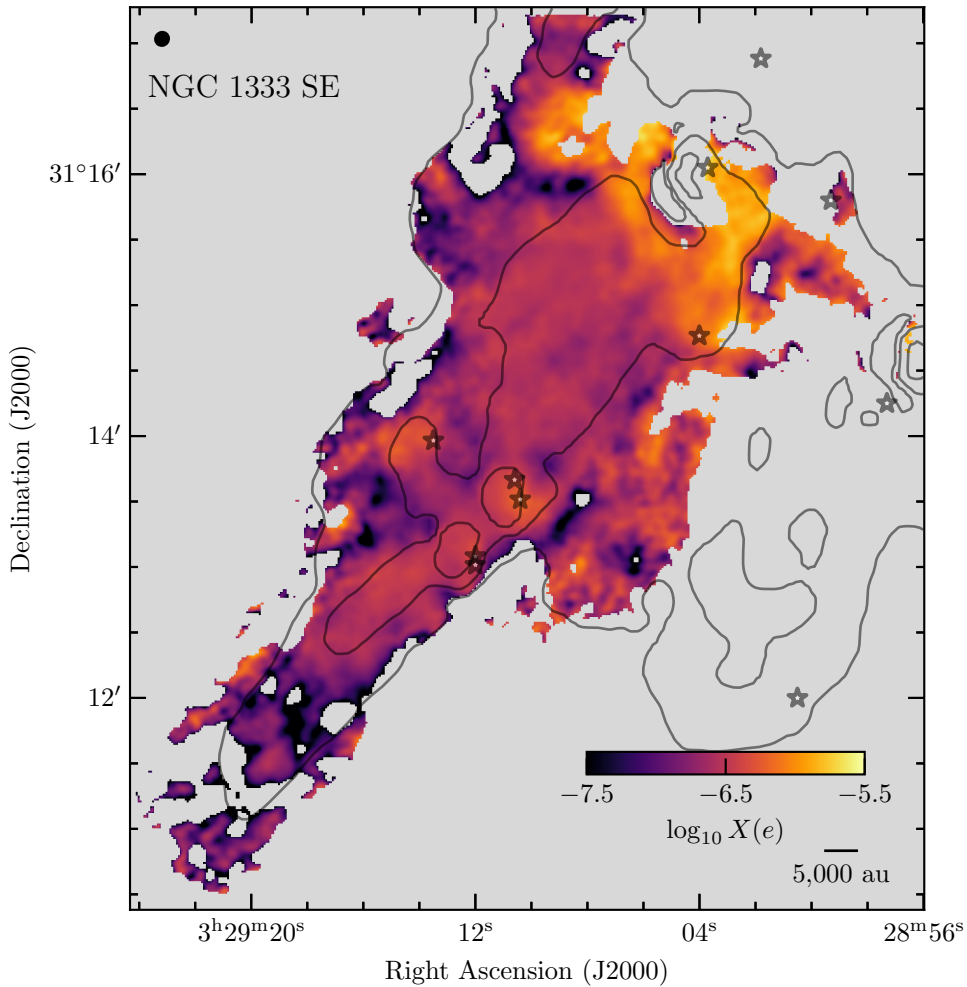 NGC 1333 SE
31°16′
14′
12′
Declination (J2000)
−7.5 −6.5 −5.5
log₁₀ X(e)
5,000 au
3ʰ29ᵐ20ˢ 12ˢ 04ˢ 28ᵐ56ˢ
Right Ascension (J2000)